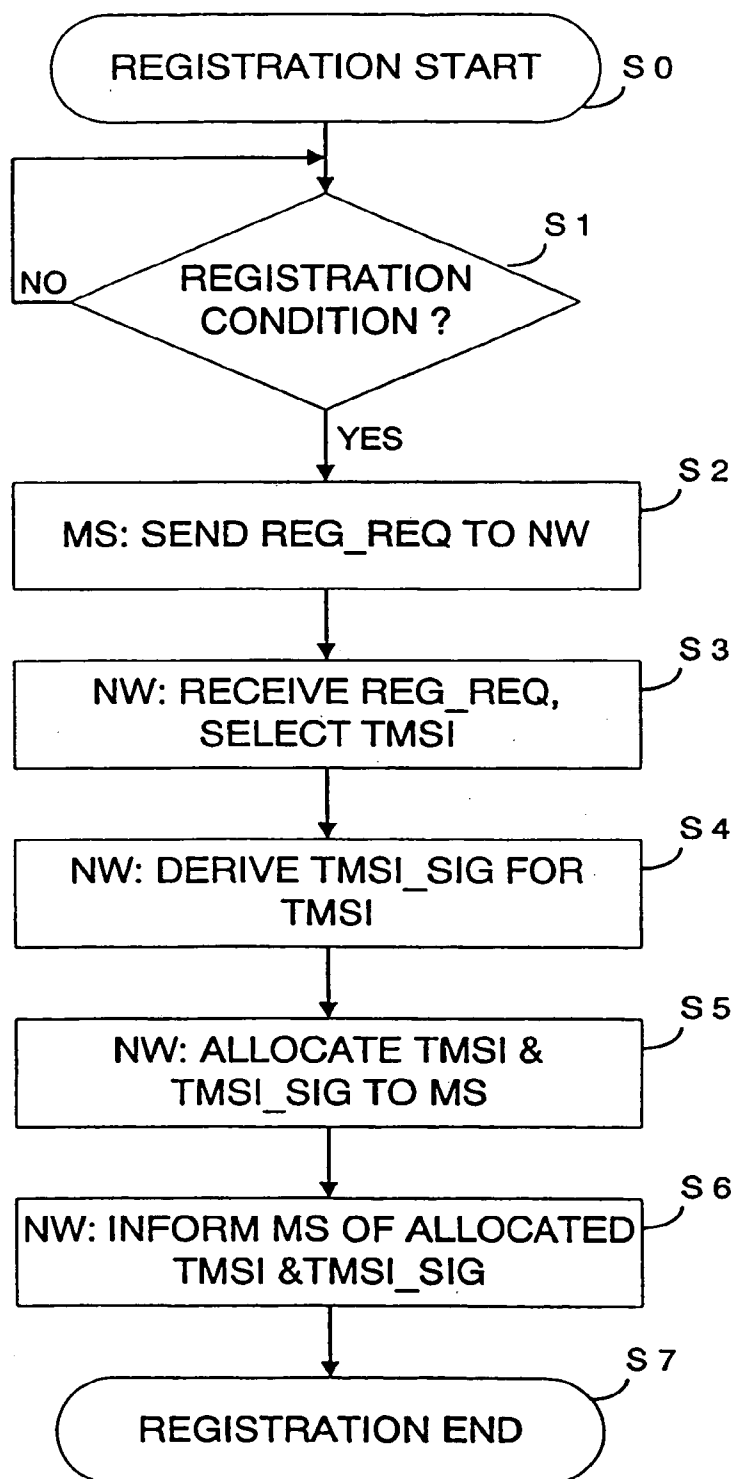 REGISTRATION START
S 0
S 1
REGISTRATION
CONDITION ?
NO
YES
S 2
MS: SEND REG_REQ TO NW
S 3
NW: RECEIVE REG_REQ,
SELECT TMSI
S 4
NW: DERIVE TMSI_SIG FOR
TMSI
S 5
NW: ALLOCATE TMSI &
TMSI_SIG TO MS
S 6
NW: INFORM MS OF ALLOCATED
TMSI &TMSI_SIG
S 7
REGISTRATION END